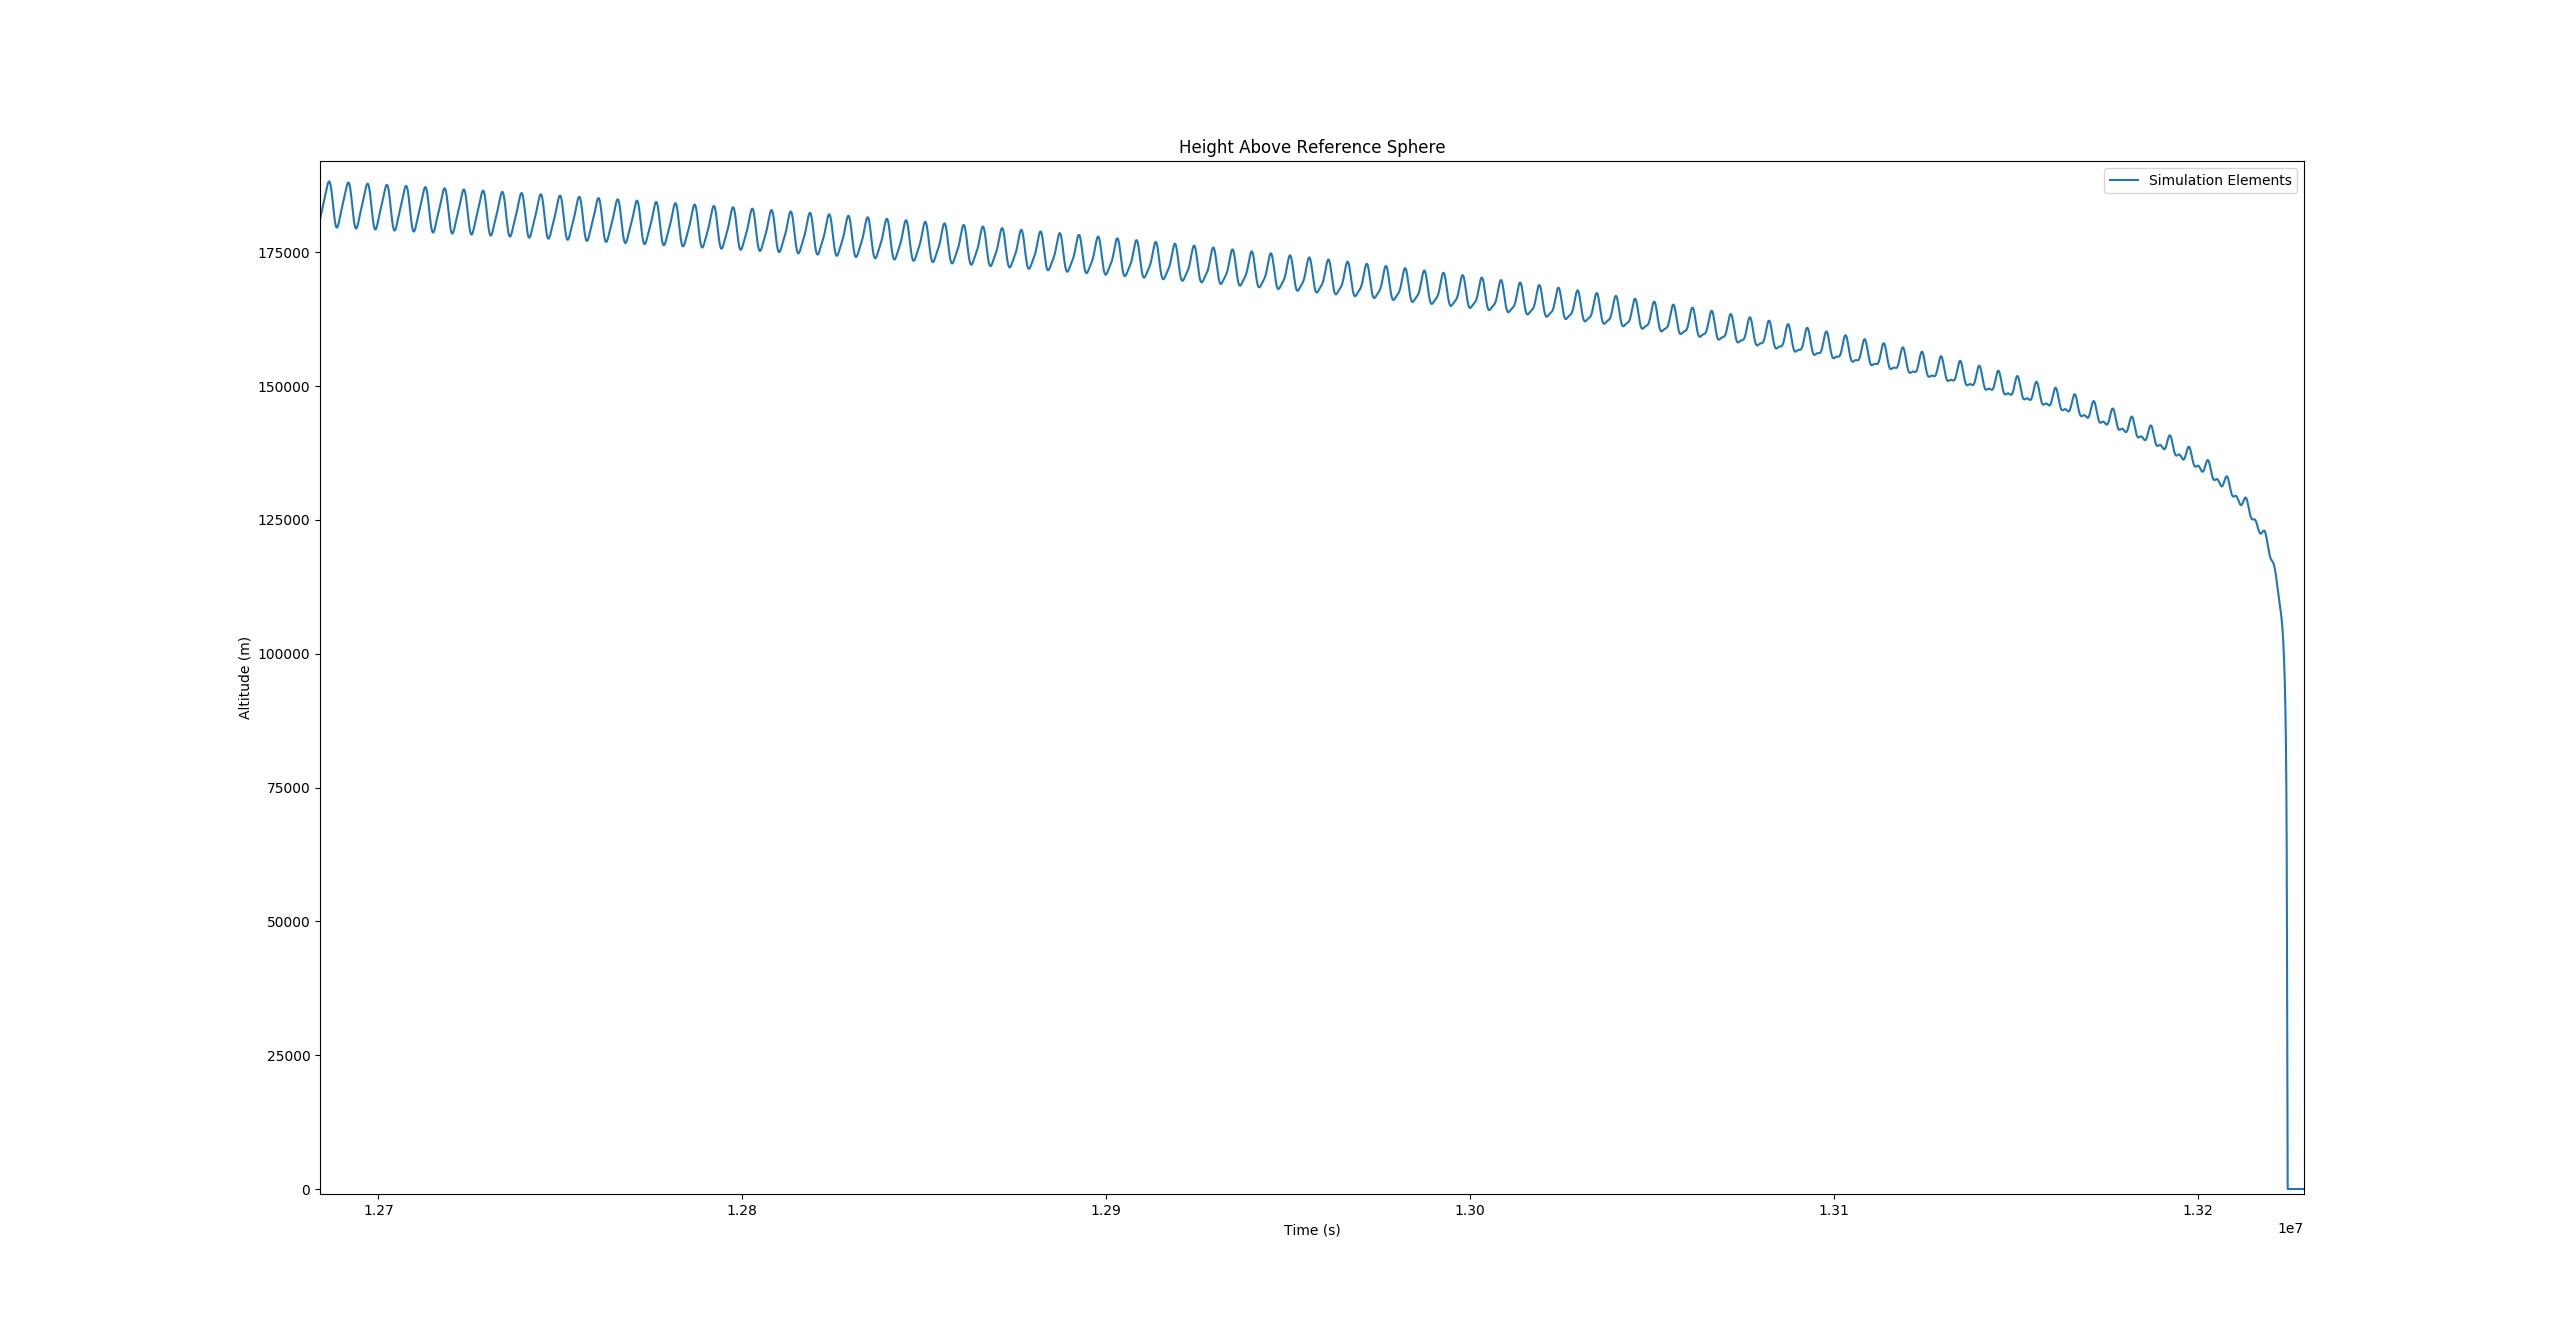 Height Above Reference Sphere
Simulation Elements
Altitude (m)
175000
150000
125000
100000
75000
50000
25000
0
1.27 1.28 1.29 1.30 1.31 1.32
1e7
Time (s)